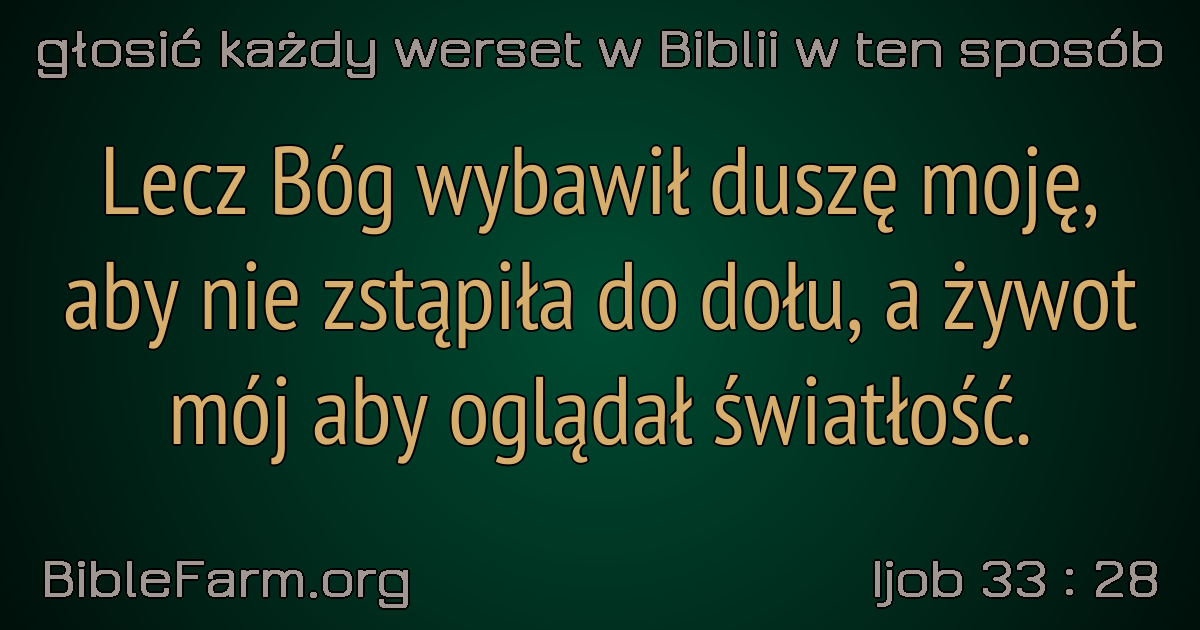 głosić każdy werset w Biblii w ten sposób
Lecz Bóg wybawił duszę moję,
aby nie zstąpiła do dołu, a żywot
mój aby oglądał światłość.
BibleFarm.org
Ijob 33 : 28